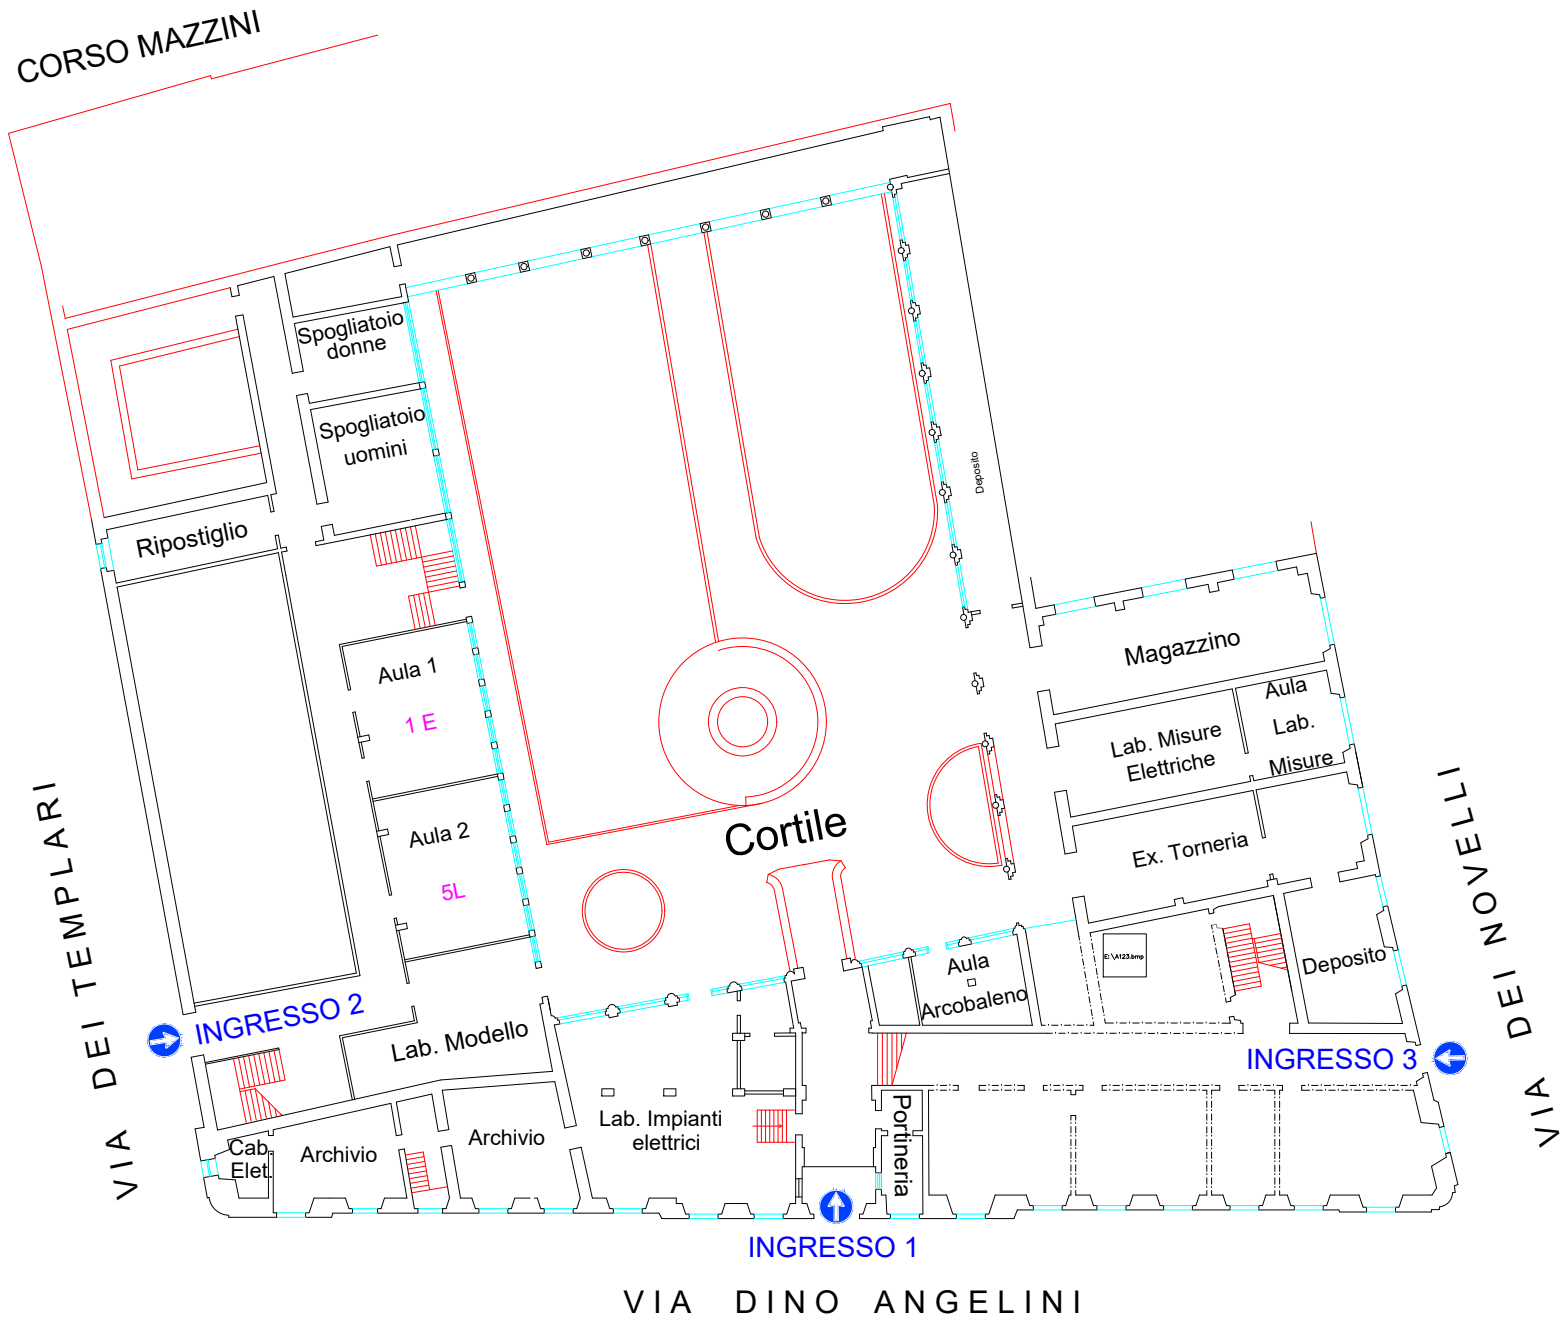 CORSO MAZZINI
Spogliatoio
donne
Spogliatoio
uomini
Deposito
Ripostiglio
Aula 1
1 E
Magazzino
Aula
Lab.
Misure
Lab. Misure
Elettriche
Aula 2
5L
Cortile
Ex. Torneria
VIA DEI TEMPLARI
VIA DEI NOVELLI
Aula
Arcobaleno
E: \A123.bmp
Deposito
INGRESSO 2
Lab. Modello
INGRESSO 3
Cab.
Elet.
Archivio
Archivio
Lab. Impianti
elettrici
Portineria
INGRESSO 1
VIA DINO ANGELINI